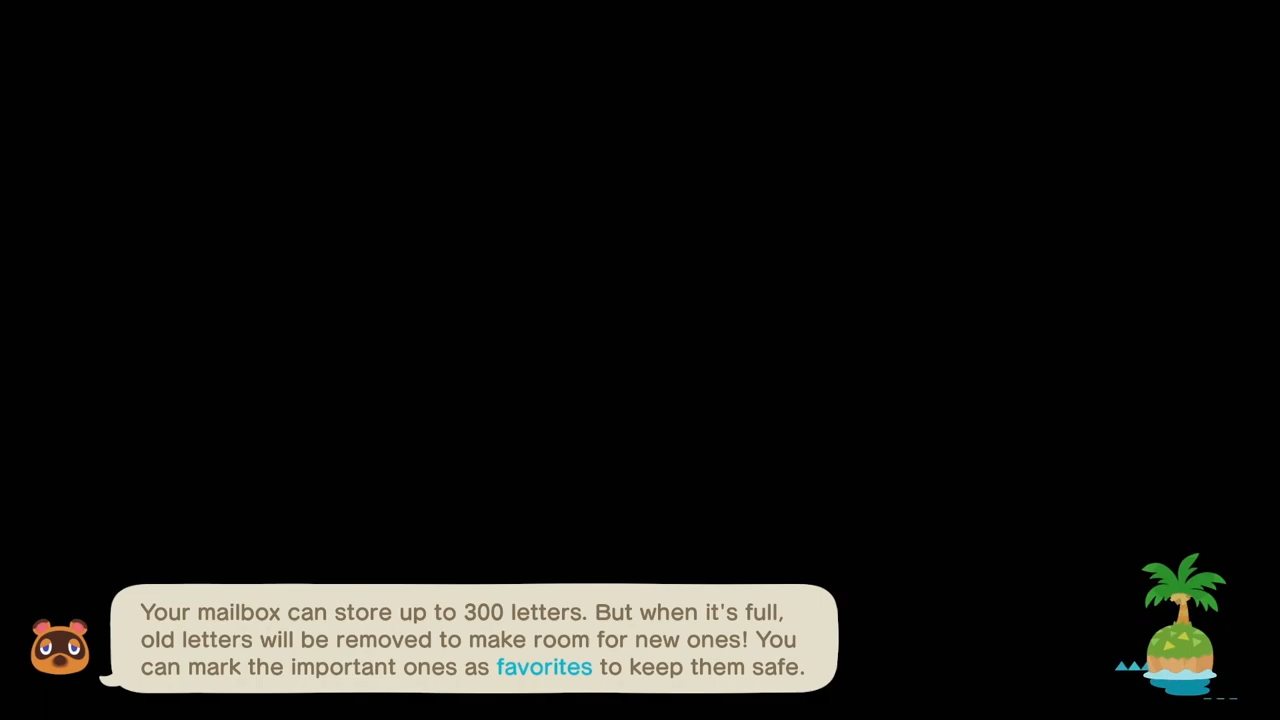 Your mailbox can store up to 300 letters. But when it's full,
old letters will be removed to make room for new ones! You
can mark the important ones as favorites to keep them safe.